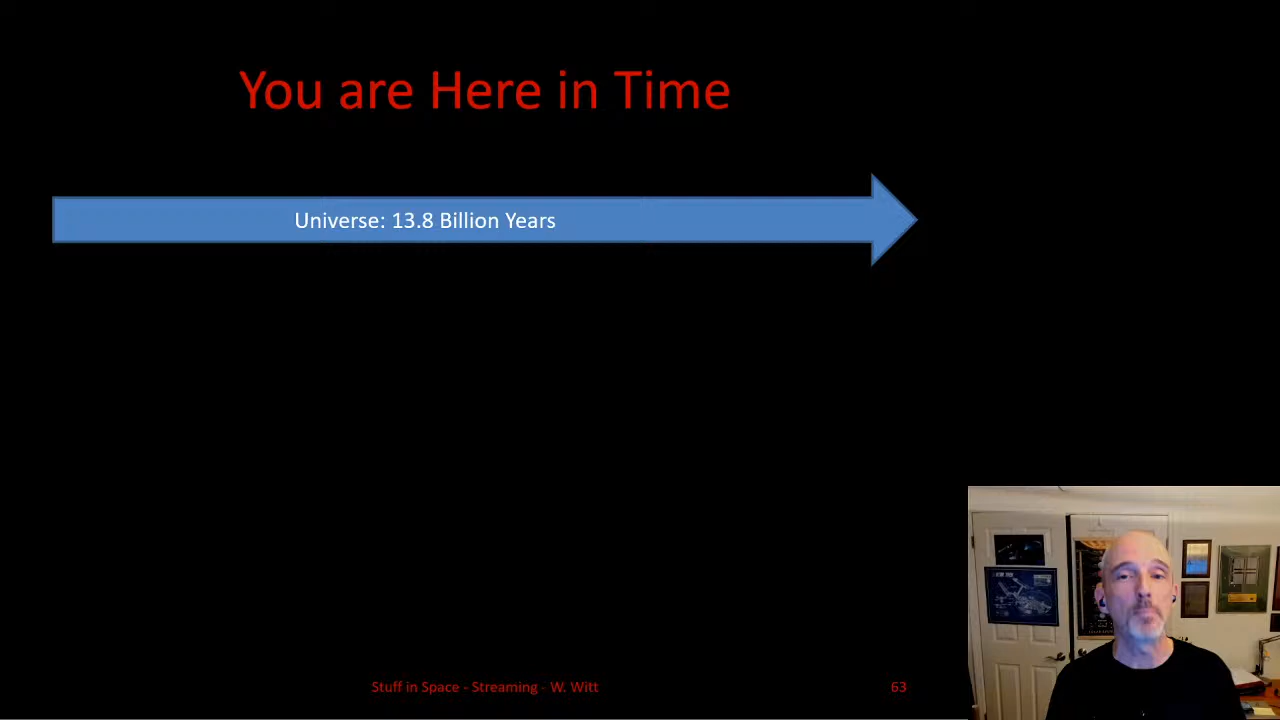 You are Here in Time
Universe: 13.8 Billion Years
Stuff in Space - Streaming - W. Witt
63